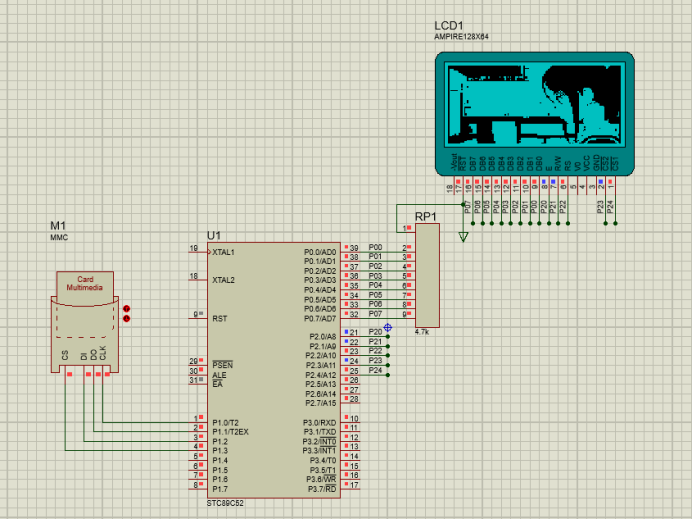 LCD1
AMPIRE128X64
-Vout
RST
DB7
DB6
DB5
DB4
DB3
DB2
DB1
DB0
E
R/W
RS
V0
VCC
GND
CS2
CS1
18
17
16
15
14
13
12
11
10
9
8
7
6
5
4
3
2
1
P07
P06
P05
P04
P03
P02
P01
P00
P20
P21
P22
P23
P24
RP1
1
2
3
4
5
6
7
8
9
4.7k
M1
MMC
Card
Multimedia
CS
DI
DO
CLK
U1
19 XTAL1
18 XTAL2
9 RST
29 PSEN
30 ALE
31 EA
1 P1.0/T2
2 P1.1/T2EX
3 P1.2
4 P1.3
5 P1.4
6 P1.5
7 P1.6
8 P1.7
P0.0/AD0 39 P00
P0.1/AD1 38 P01
P0.2/AD2 37 P02
P0.3/AD3 36 P03
P0.4/AD4 35 P04
P0.5/AD5 34 P05
P0.6/AD6 33 P06
P0.7/AD7 32 P07
P2.0/A8 21 P20
P2.1/A9 22 P21
P2.2/A10 23 P22
P2.3/A11 24 P23
P2.4/A12 25 P24
P2.5/A13 26
P2.6/A14 27
P2.7/A15 28
P3.0/RXD 10
P3.1/TXD 11
P3.2/INT0 12
P3.3/INT1 13
P3.4/T0 14
P3.5/T1 15
P3.6/WR 16
P3.7/RD 17
STC89C52